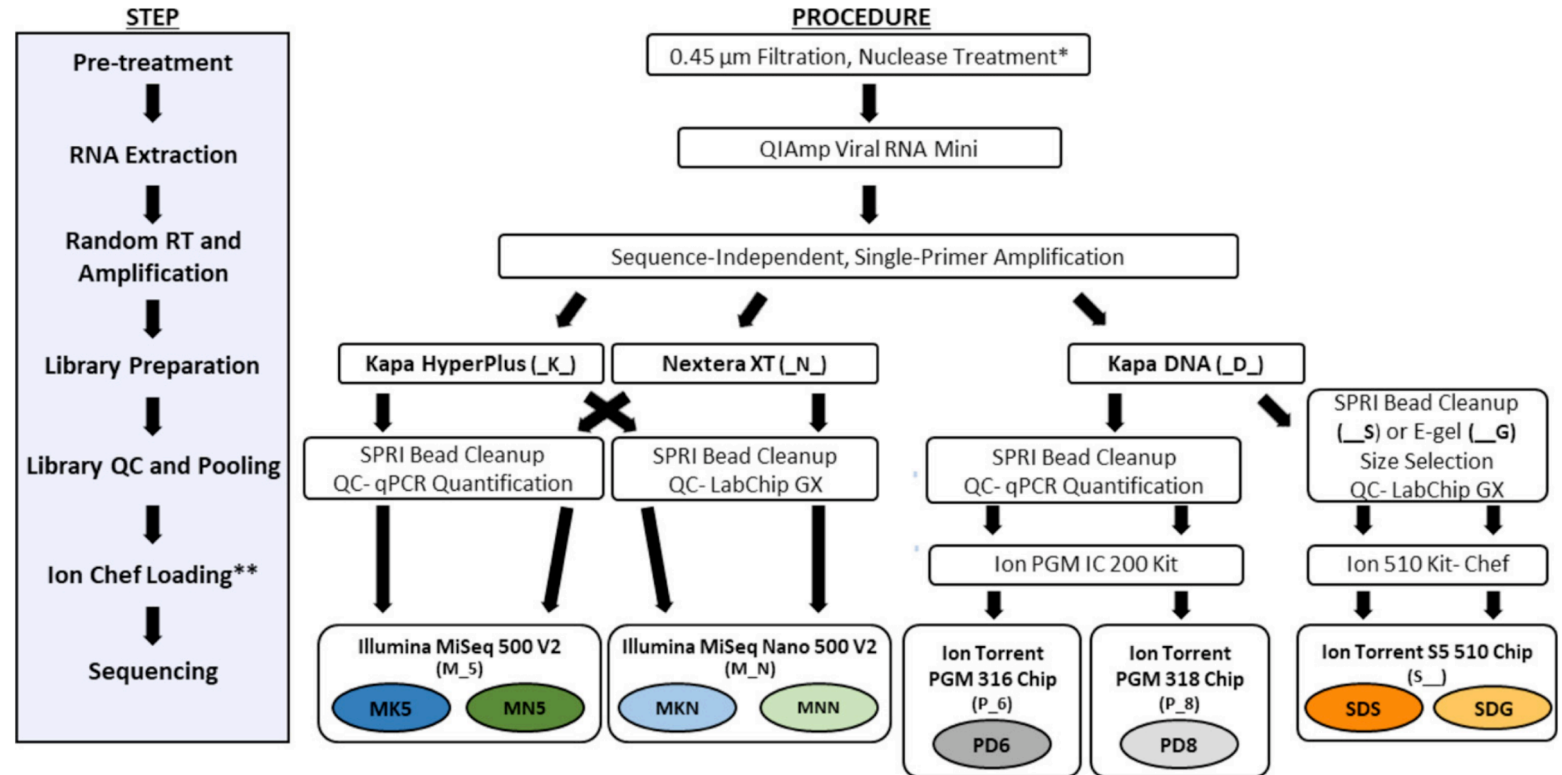 STEP
Pre-treatment
RNA Extraction
Random RT and
Amplification
Library Preparation
Library QC and Pooling
Ion Chef Loading**
Sequencing
PROCEDURE
0.45 µm Filtration, Nuclease Treatment*
QIAmp Viral RNA Mini
Sequence-Independent, Single-Primer Amplification
Kapa HyperPlus (_K_)
Nextera XT (_N_)
Kapa DNA (_D_)
SPRI Bead Cleanup
QC- qPCR Quantification
SPRI Bead Cleanup
QC- LabChip GX
SPRI Bead Cleanup
QC- qPCR Quantification
SPRI Bead Cleanup
(__S) or E-gel (__G)
Size Selection
QC- LabChip GX
Ion PGM IC 200 Kit
Ion 510 Kit- Chef
Illumina MiSeq 500 V2
(M_5)
MK5
MN5
Illumina MiSeq Nano 500 V2
(M_N)
MKN
MNN
Ion Torrent
PGM 316 Chip
(P_6)
PD6
Ion Torrent
PGM 318 Chip
(P_8)
PD8
Ion Torrent S5 510 Chip
(S__)
SDS
SDG